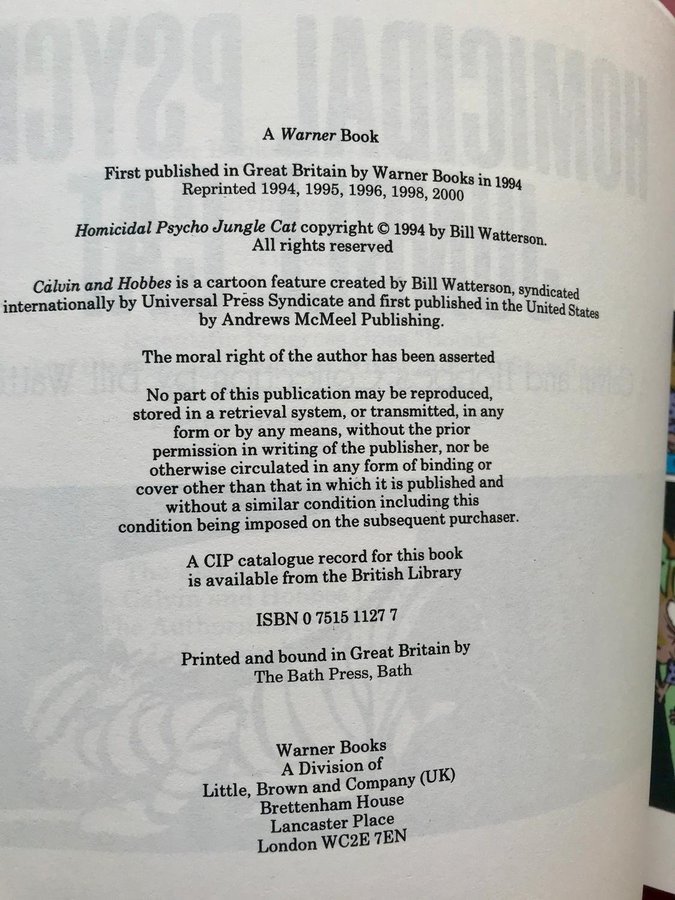 A Warner Book
First published in Great Britain by Warner Books in 1994
Reprinted 1994, 1995, 1996, 1998, 2000
Homicidal Psycho Jungle Cat copyright © 1994 by Bill Watterson.
All rights reserved
Calvin and Hobbes is a cartoon feature created by Bill Watterson, syndicated
internationally by Universal Press Syndicate and first published in the United States
by Andrews McMeel Publishing.
The moral right of the author has been asserted
No part of this publication may be reproduced,
stored in a retrieval system, or transmitted, in any
form or by any means, without the prior
permission in writing of the publisher, nor be
otherwise circulated in any form of binding or
cover other than that in which it is published and
without a similar condition including this
condition being imposed on the subsequent purchaser.
A CIP catalogue record for this book
is available from the British Library
ISBN 0 7515 1127 7
Printed and bound in Great Britain by
The Bath Press, Bath
Warner Books
A Division of
Little, Brown and Company (UK)
Brettenham House
Lancaster Place
London WC2E 7EN